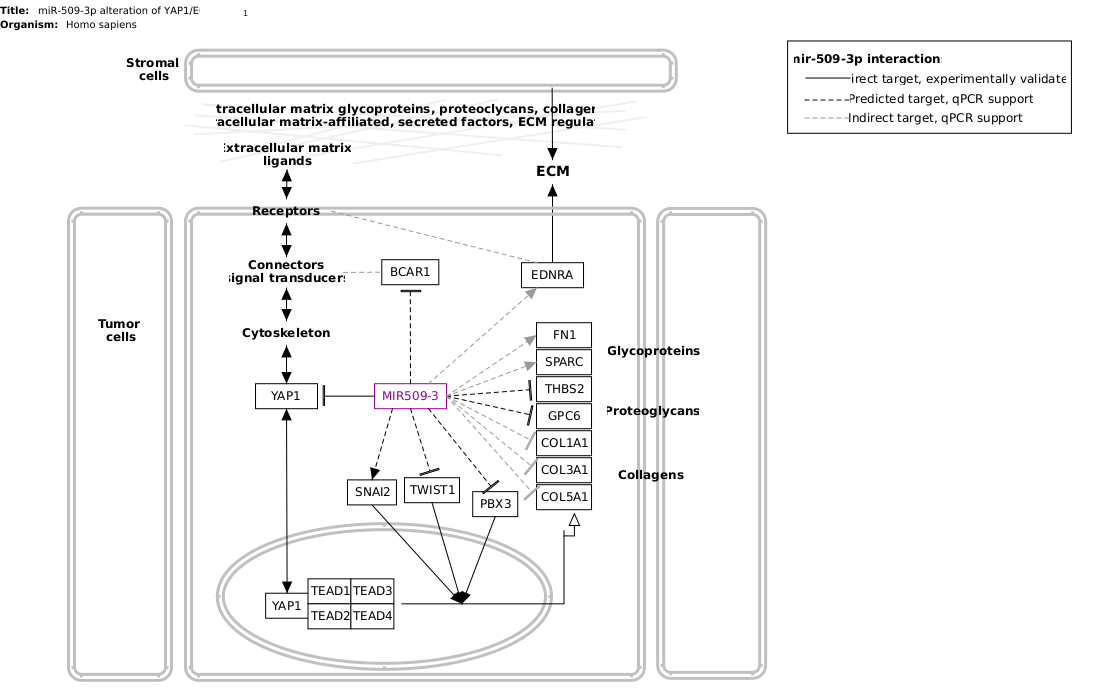 Title: miR-509-3p alteration of YAP1/E
1
Organism: Homo sapiens
Stromal
cells
mir-509-3p interaction
irect target, experimentally validate
Predicted target, qPCR support
Indirect target, qPCR support
tracellular matrix glycoproteins, proteoclycans, collagen
acellular matrix-affiliated, secreted factors, ECM regula
Extracellular matrix
ligands
ECM
Receptors
Connectors
signal transducers
BCAR1
EDNRA
Tumor
cells
Cytoskeleton
FN1
Glycoproteins
SPARC
YAP1
MIR509-3
THBS2
GPC6
Proteoglycans
COL1A1
COL3A1
Collagens
SNAI2
TWIST1
PBX3
COL5A1
YAP1
TEAD1
TEAD3
TEAD2
TEAD4